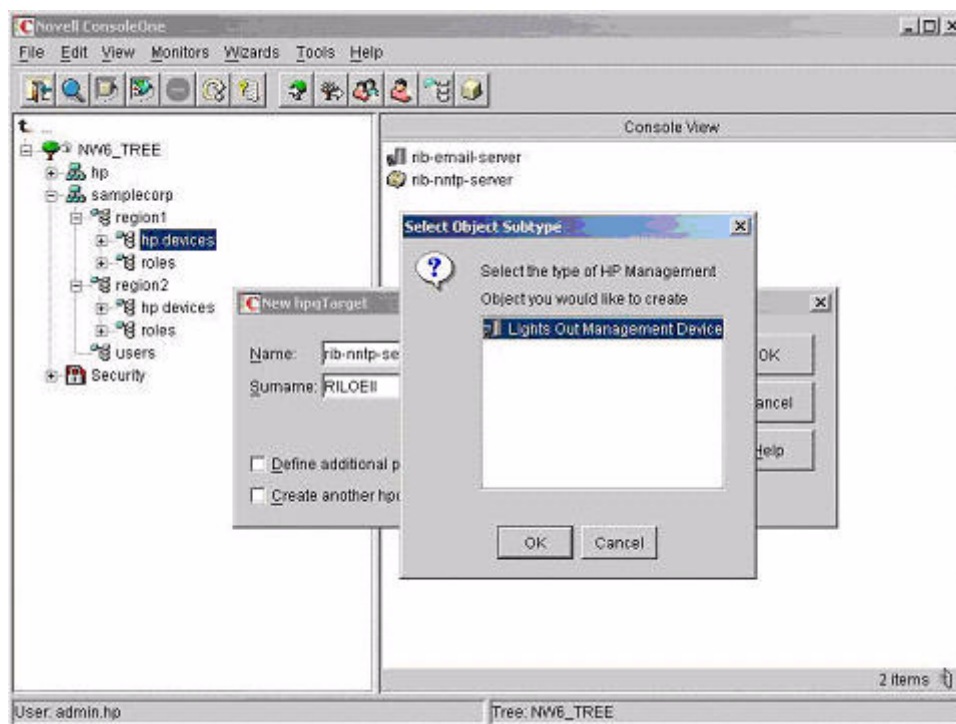 Novell ConsoleOne
File Edit View Monitors Wizards Tools Help
...
Console View
NW6_TREE
hp
samplecorp
region1
hp devices
roles
region2
hp devices
roles
users
Security
rib-email-server
rib-nntp-server
New hpqTarget
Name: rib-nntp-se
Surname: RILOEII
Define additional p
Create another hpq
OK
ancel
Help
Select Object Subtype
Select the type of HP Management
Object you would like to create
Lights Out Management Device
OK Cancel
2 items
User: admin.hp
Tree: NW6_TREE